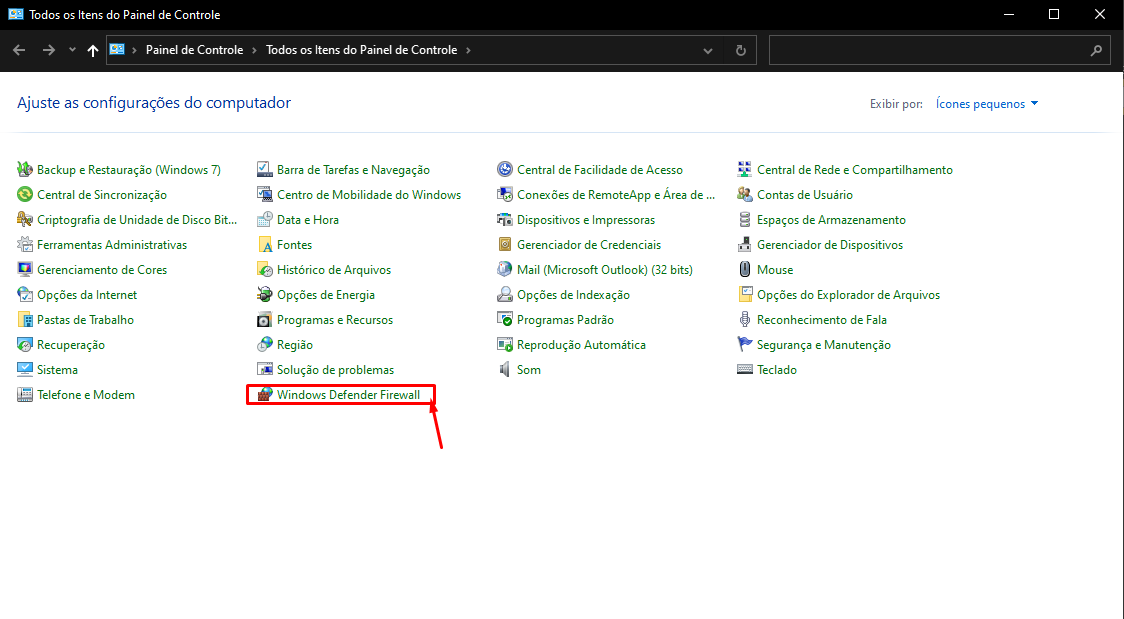 Todos os Itens do Painel de Controle
Painel de Controle > Todos os Itens do Painel de Controle >
Ajuste as configurações do computador
Exibir por: Ícones pequenos
Backup e Restauração (Windows 7) Barra de Tarefas e Navegação Central de Facilidade de Acesso Central de Rede e Compartilhamento
Central de Sincronização Centro de Mobilidade do Windows Conexões de RemoteApp e Área de ... Contas de Usuário
Criptografia de Unidade de Disco Bit... Data e Hora Dispositivos e Impressoras Espaços de Armazenamento
Ferramentas Administrativas Fontes Gerenciador de Credenciais Gerenciador de Dispositivos
Gerenciamento de Cores Histórico de Arquivos Mail (Microsoft Outlook) (32 bits) Mouse
Opções da Internet Opções de Energia Opções de Indexação Opções do Explorador de Arquivos
Pastas de Trabalho Programas e Recursos Programas Padrão Reconhecimento de Fala
Recuperação Região Reprodução Automática Segurança e Manutenção
Sistema Solução de problemas Som Teclado
Telefone e Modem Windows Defender Firewall